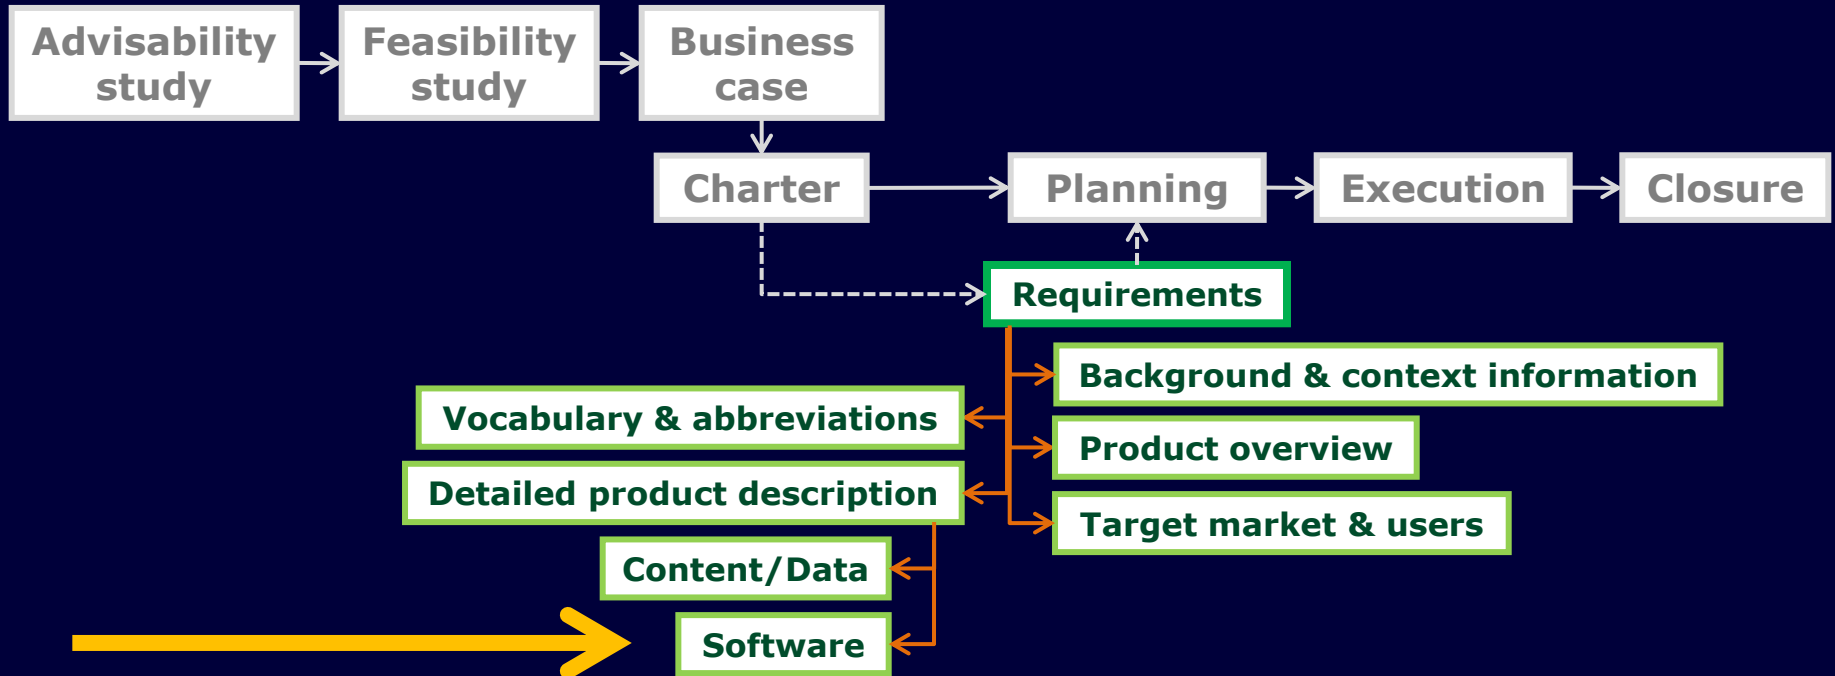 Advisability
study
Feasibility
study
Business
case
Charter
Planning
Execution
Closure
Requirements
Background & context information
Vocabulary & abbreviations
Product overview
Detailed product description
Target market & users
Content/Data
Software